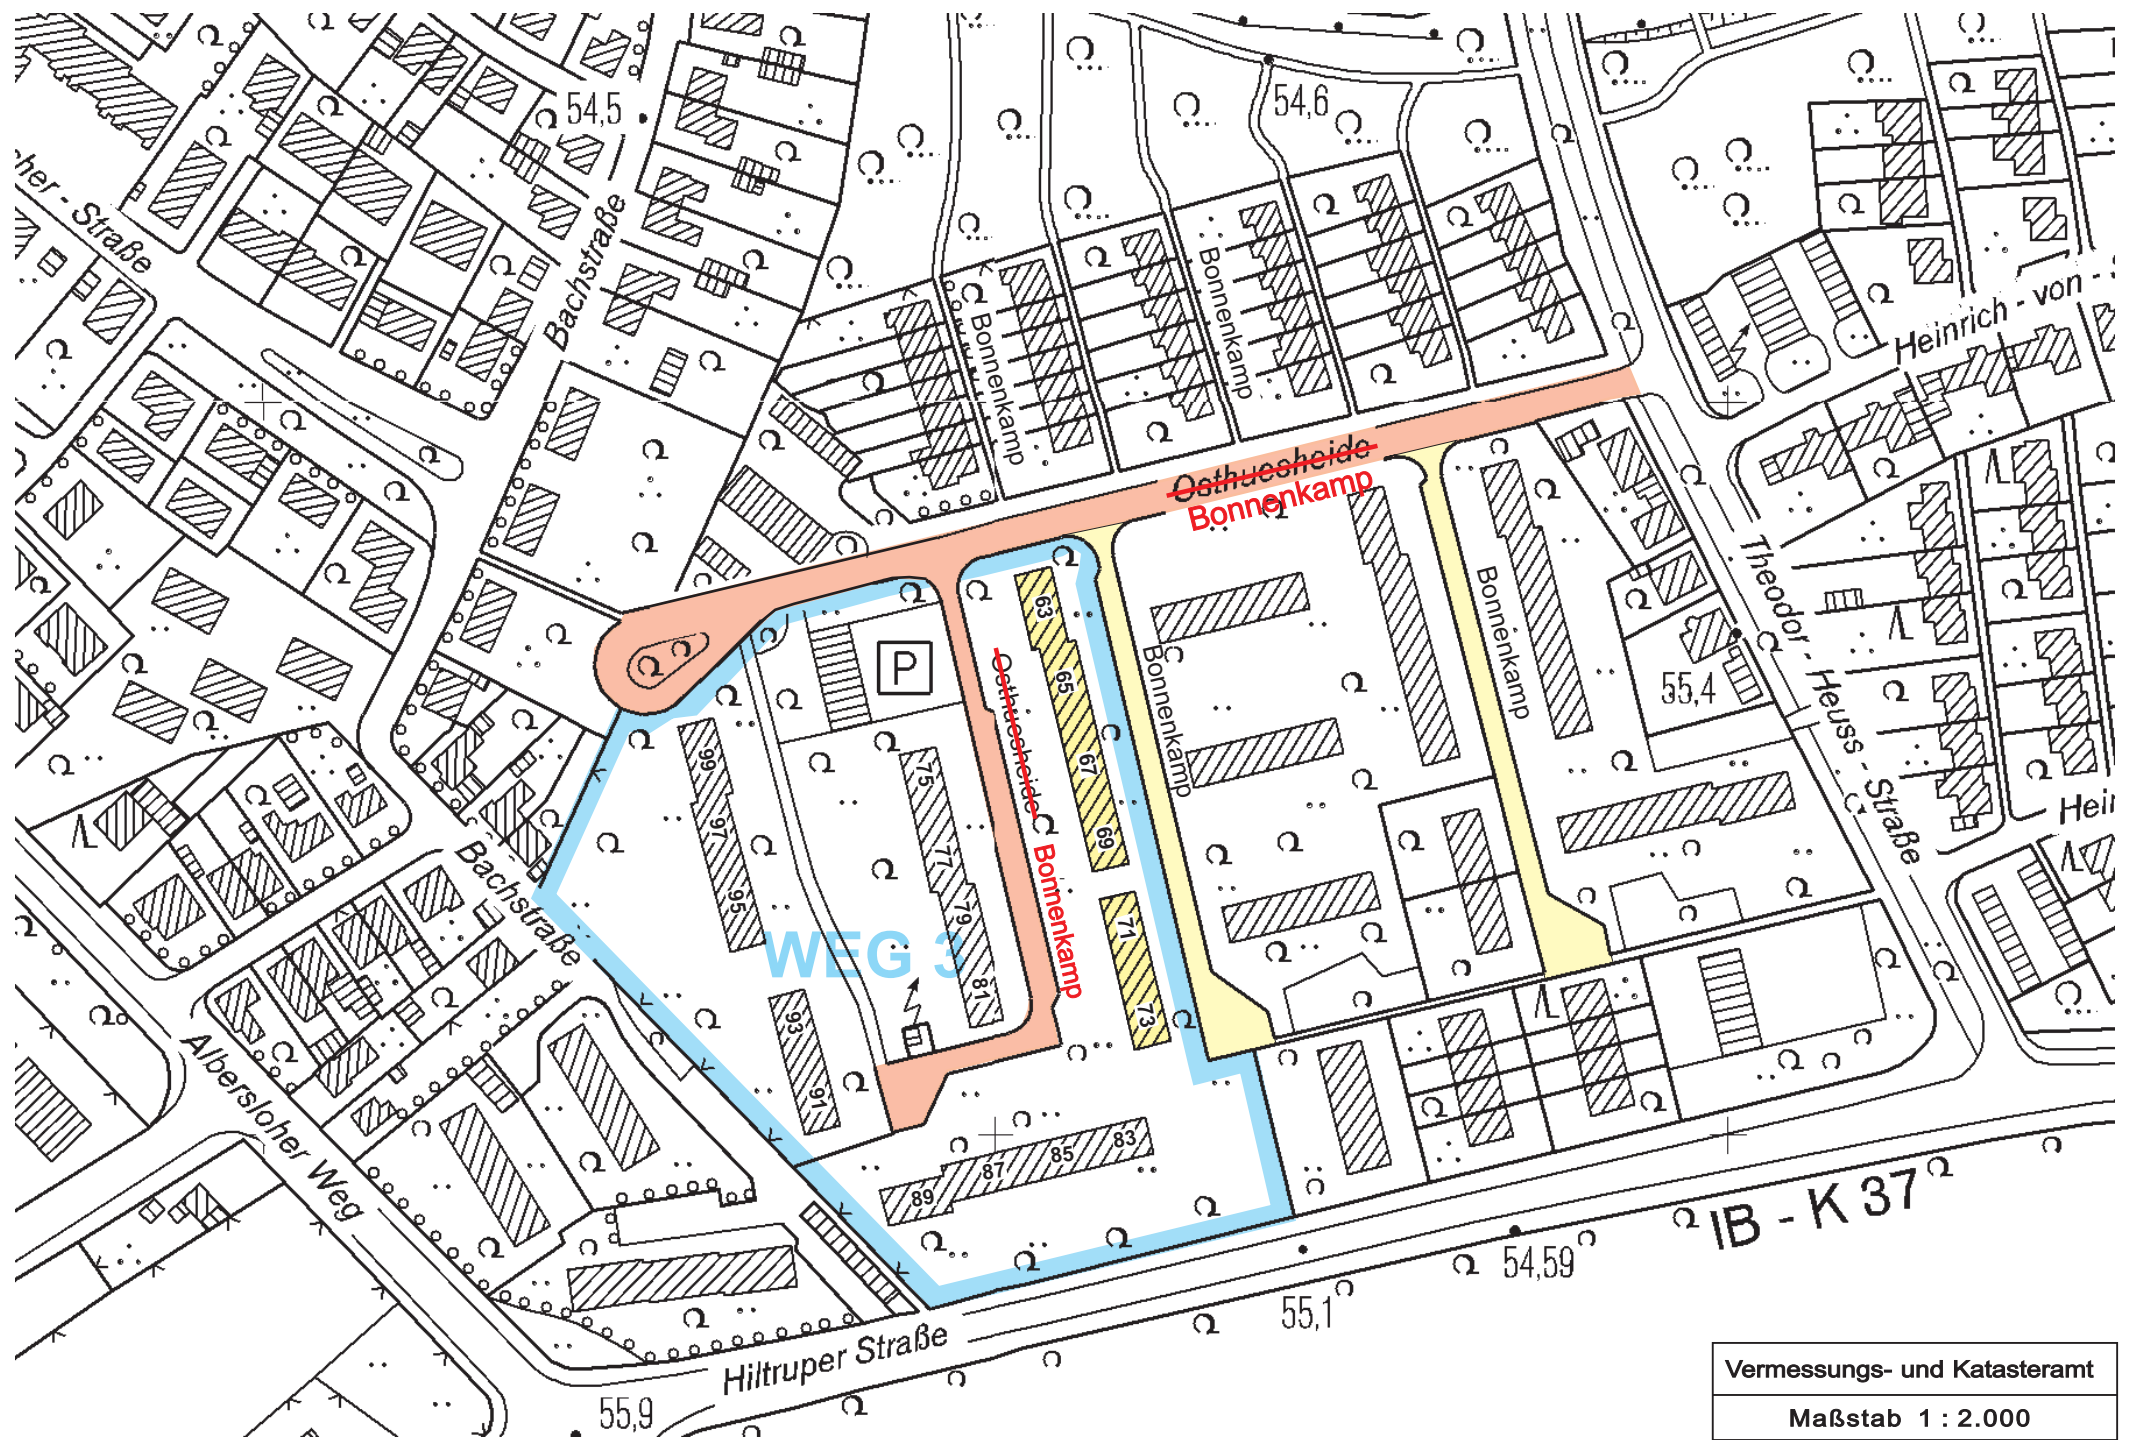 54,5
54,6
cher - Straße
Bachstraße
Bonnenkamp
Bonnenkamp
Heinrich - von - S
Osthuesheide
Bonnenkamp
Theodor - Heuss - Straße
63
65
67
69
71
73
P
Osthuesheide
Bonnenkamp
Bonnenkamp
Bonnenkamp
55,4
99
97
95
75
77
79
81
WEG 3
93
91
83
85
87
89
Hein
Bachstraße
Albersloher Weg
IB - K 37
54,59
55,1
Hiltruper Straße
55,9
Vermessungs- und Katasteramt
Maßstab 1 : 2.000